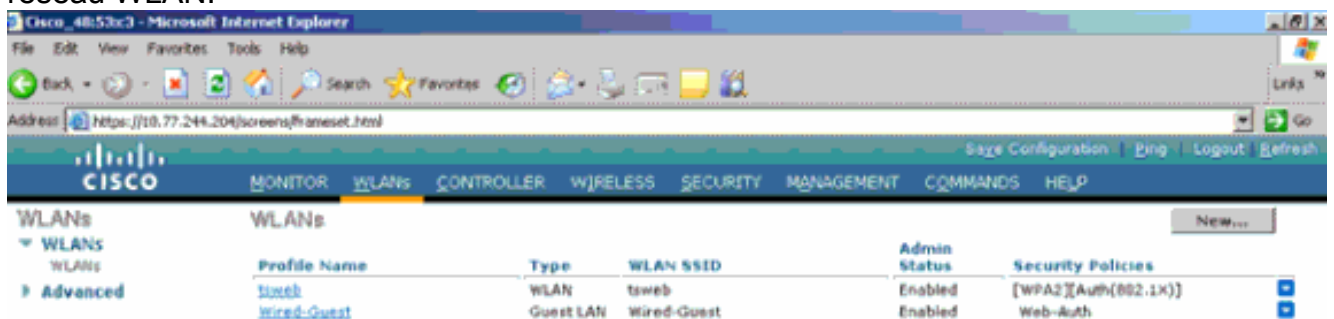 réseau WLAN.
Cisco_48:53:c3 - Microsoft Internet Explorer
File Edit View Favorites Tools Help
Back Search Favorites Links »
Address https://10.77.244.204/screens/frameset.html Go
Save Configuration | Ping | Logout | Refresh
CISCO MONITOR WLANs CONTROLLER WIRELESS SECURITY MANAGEMENT COMMANDS HELP
WLANs WLANs New...
WLANs
WLANs
Advanced
Profile Name Type WLAN SSID Admin Status Security Policies
tsweb WLAN tsweb Enabled [WPA2][Auth(802.1X)]
Wired-Guest Guest LAN Wired-Guest Enabled Web-Auth